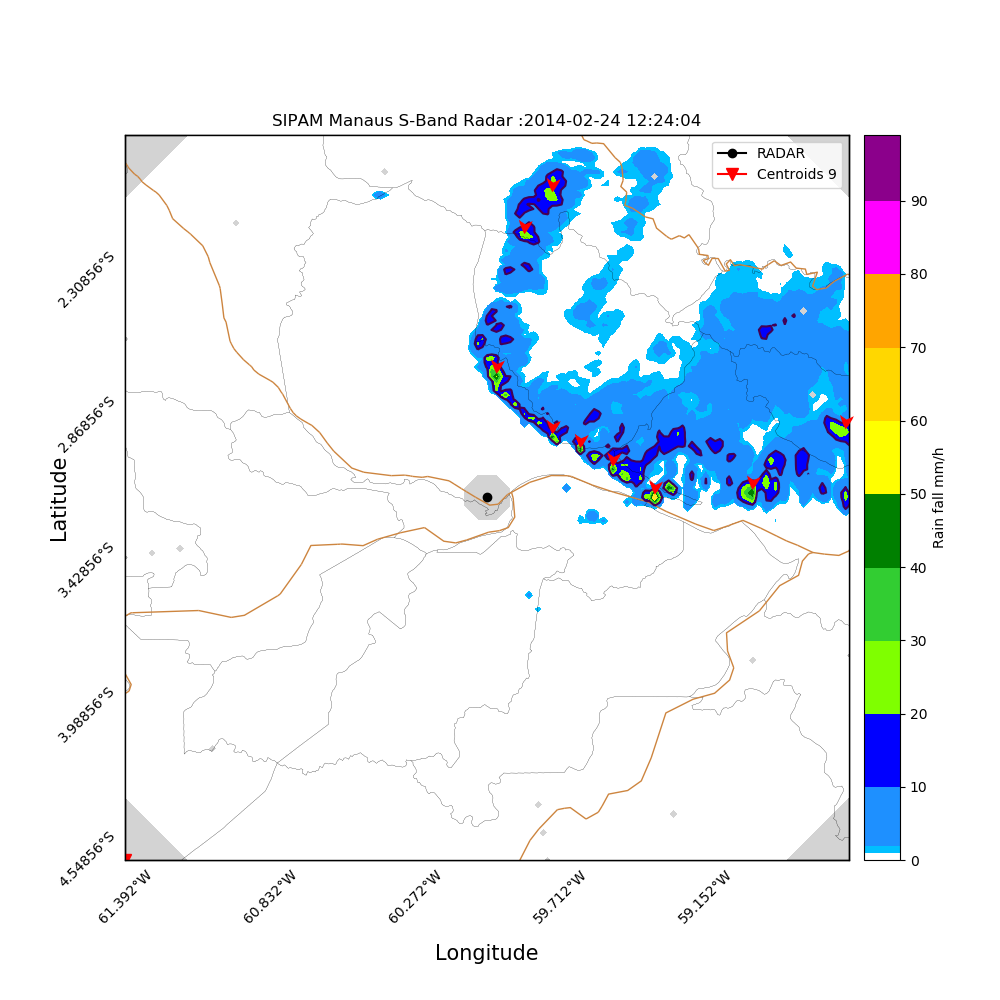 SIPAM Manaus S-Band Radar :2014-02-24 12:24:04
RADAR
Centroids 9
90
80
70
60
50
40
30
20
10
0
Rain fall mm/h
2.30856°S
2.86856°S
3.42856°S
3.98856°S
4.54856°S
Latitude
61.392°W
60.832°W
60.272°W
59.712°W
59.152°W
Longitude